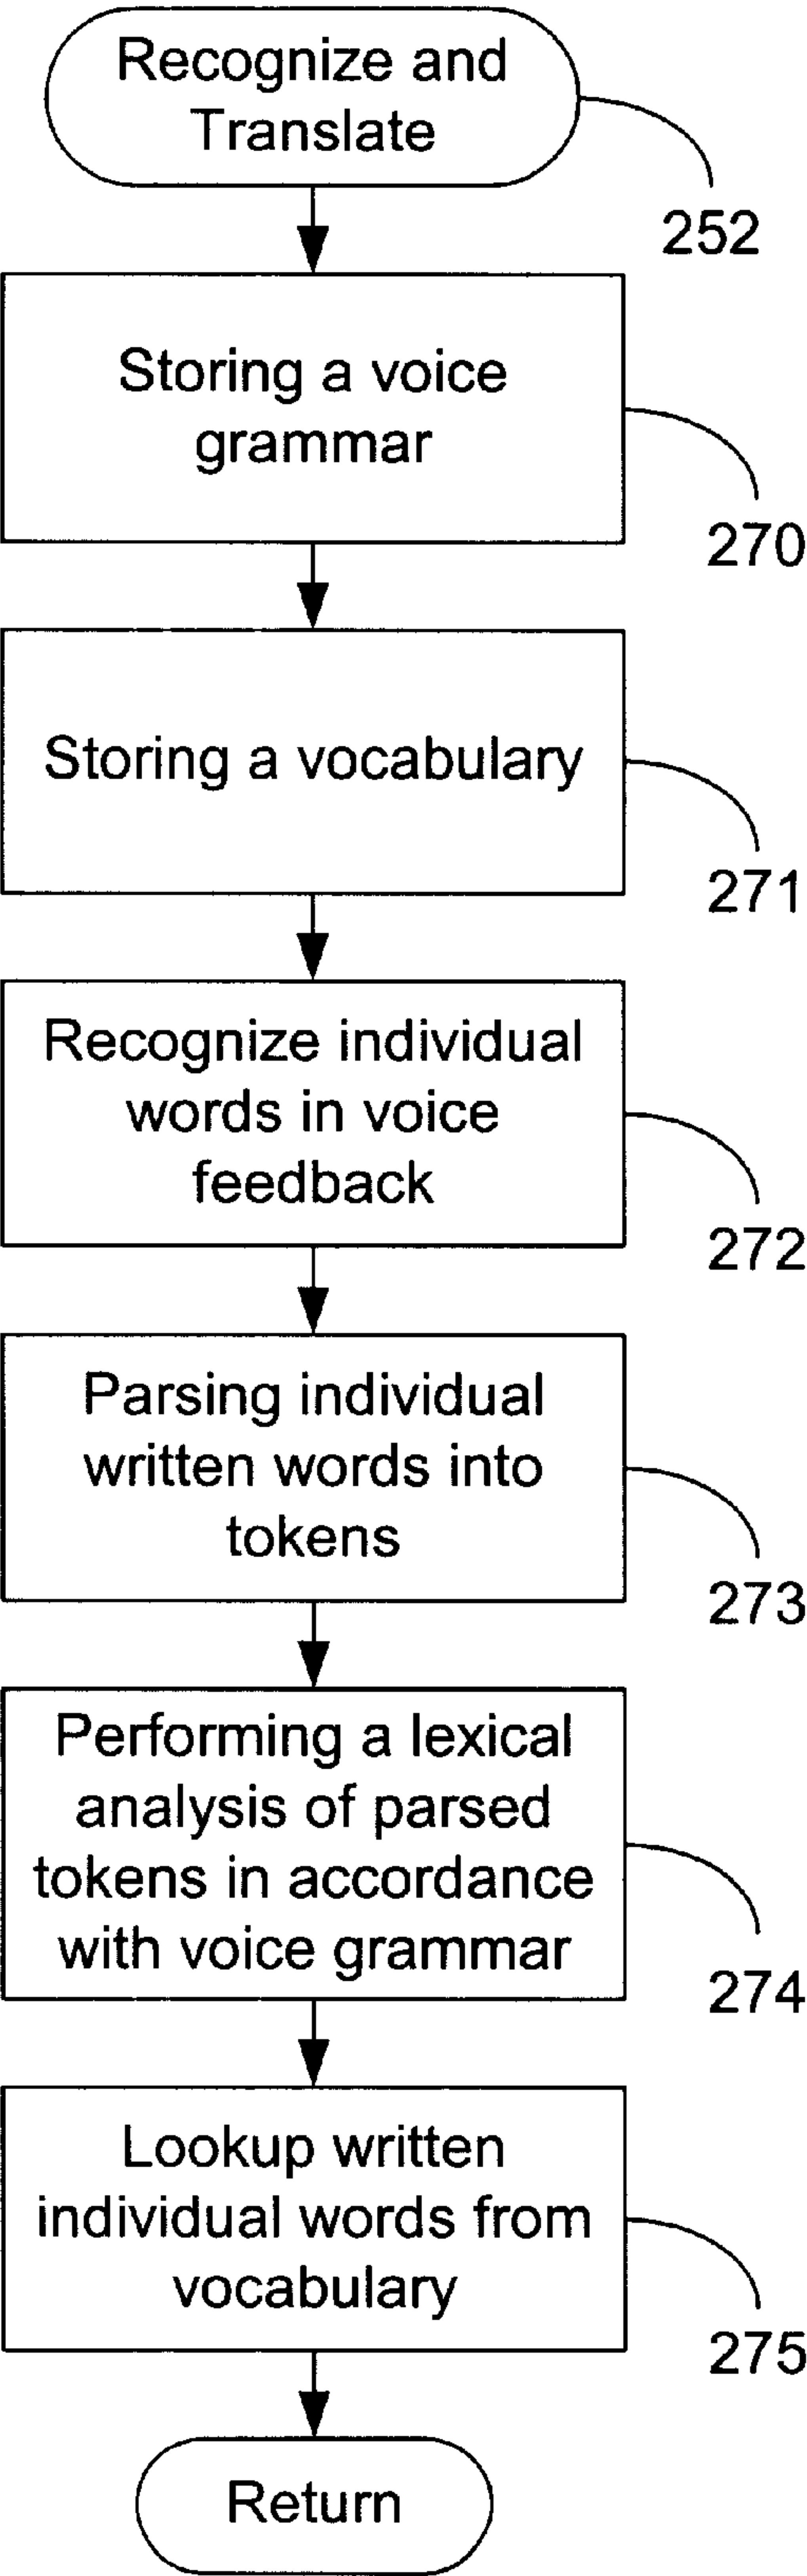 Recognize and
Translate
252
Storing a voice
grammar
270
Storing a vocabulary
271
Recognize individual
words in voice
feedback
272
Parsing individual
written words into
tokens
273
Performing a lexical
analysis of parsed
tokens in accordance
with voice grammar
274
Lookup written
individual words from
vocabulary
275
Return